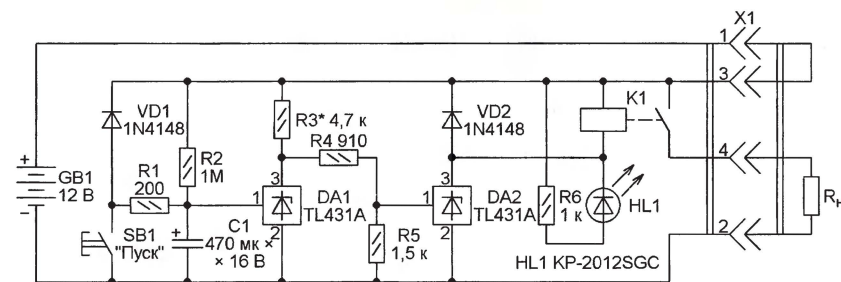 X1
1
3
VD1
1N4148
R3* 4,7 к
R4 910
VD2
1N4148
K1
+
GB1
12 В
−
R1
200
R2
1М
3
1
DA1
TL431A
2
3
1
DA2
TL431A
2
R6
1 к
HL1
4
Rн
SB1
"Пуск"
+
C1
470 мк ×
× 16 В
R5
1,5 к
HL1 KP-2012SGC
2